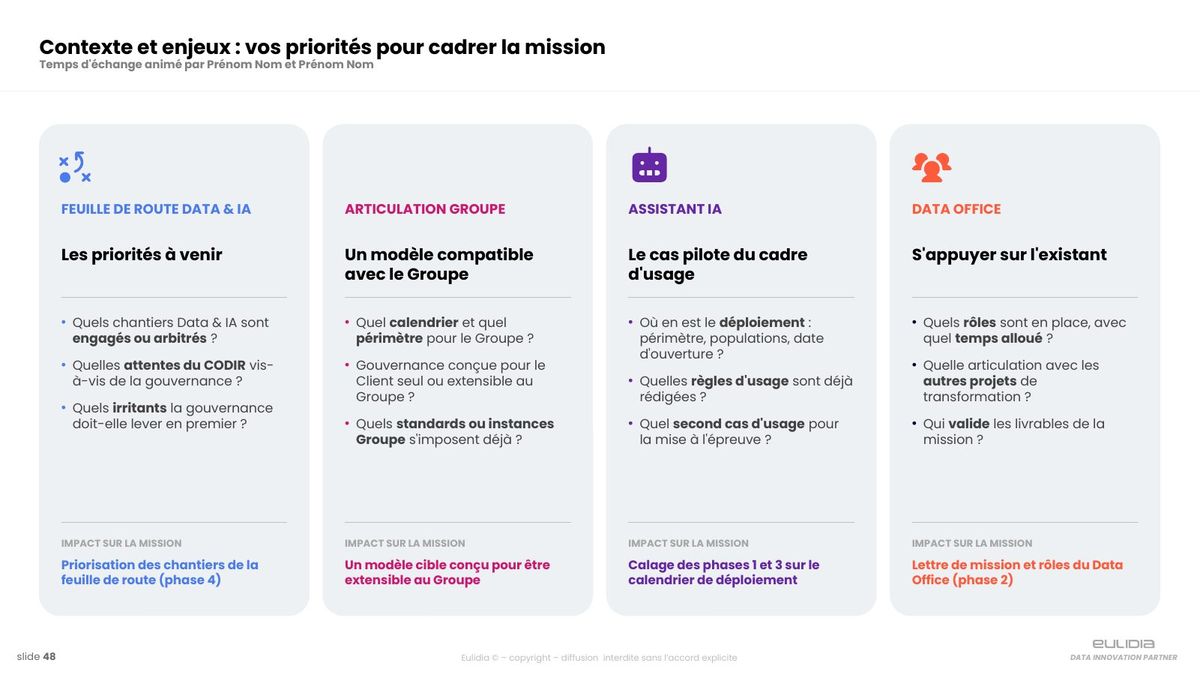 Contexte et enjeux : vos priorités pour cadrer la mission
Temps d'échange animé par Prénom Nom et Prénom Nom
FEUILLE DE ROUTE DATA & IA
Les priorités à venir
• Quels chantiers Data & IA sont
engagés ou arbitrés ?
• Quelles attentes du CODIR vis-
à-vis de la gouvernance ?
• Quels irritants la gouvernance
doit-elle lever en premier ?
IMPACT SUR LA MISSION
Priorisation des chantiers de la
feuille de route (phase 4)
ARTICULATION GROUPE
Un modèle compatible
avec le Groupe
• Quel calendrier et quel
périmètre pour le Groupe ?
• Gouvernance conçue pour le
Client seul ou extensible au
Groupe ?
• Quels standards ou instances
Groupe s'imposent déjà ?
IMPACT SUR LA MISSION
Un modèle cible conçu pour être
extensible au Groupe
ASSISTANT IA
Le cas pilote du cadre
d'usage
• Où en est le déploiement :
périmètre, populations, date
d'ouverture ?
• Quelles règles d'usage sont déjà
rédigées ?
• Quel second cas d'usage pour
la mise à l'épreuve ?
IMPACT SUR LA MISSION
Calage des phases 1 et 3 sur le
calendrier de déploiement
DATA OFFICE
S'appuyer sur l'existant
• Quels rôles sont en place, avec
quel temps alloué ?
• Quelle articulation avec les
autres projets de
transformation ?
• Qui valide les livrables de la
mission ?
IMPACT SUR LA MISSION
Lettre de mission et rôles du Data
Office (phase 2)
slide 48
Eulidia © – copyright – diffusion interdite sans l'accord explicite
EULIDIA
DATA INNOVATION PARTNER